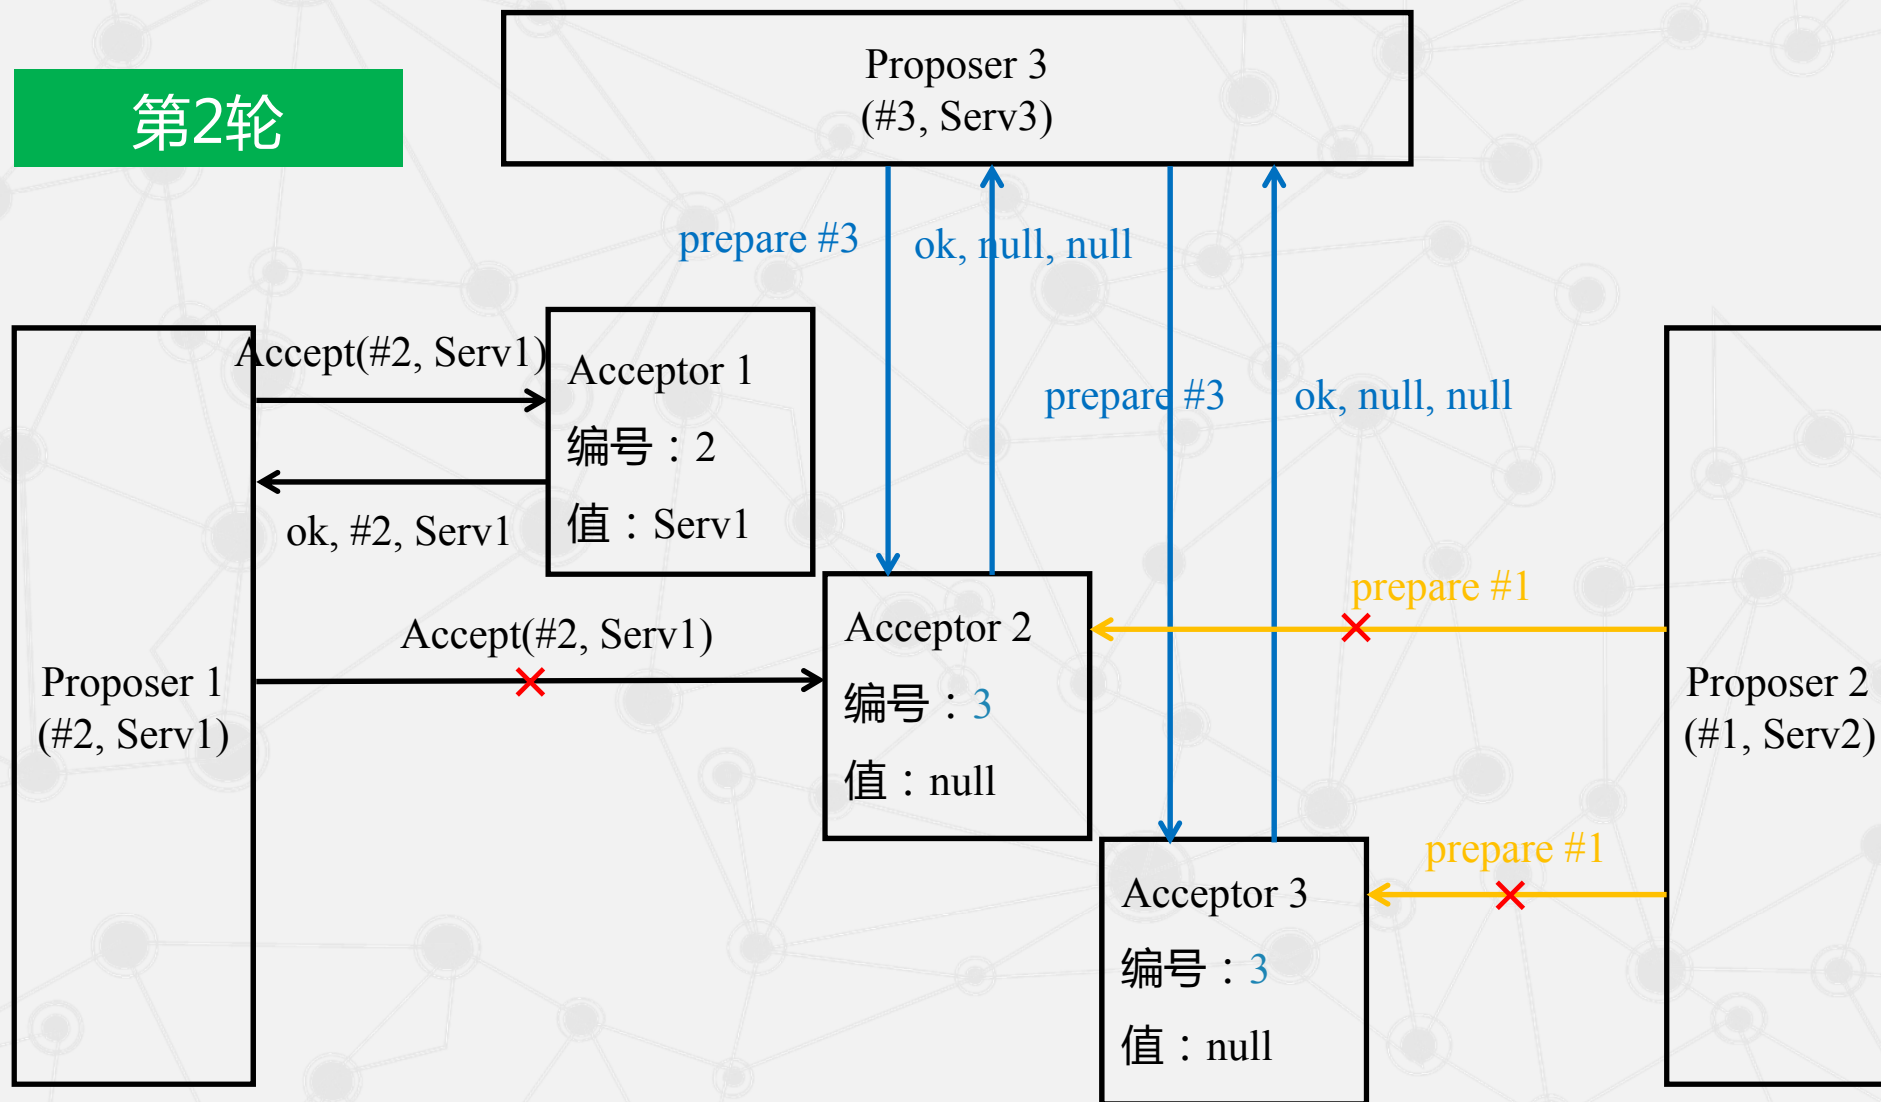 第2轮
Proposer 3
(#3, Serv3)
prepare #3
ok, null, null
prepare #3
ok, null, null
Accept(#2, Serv1)
ok, #2, Serv1
Acceptor 1
编号：2
值：Serv1
Accept(#2, Serv1)
Proposer 1
(#2, Serv1)
Acceptor 2
编号：3
值：null
prepare #1
Proposer 2
(#1, Serv2)
prepare #1
Acceptor 3
编号：3
值：null